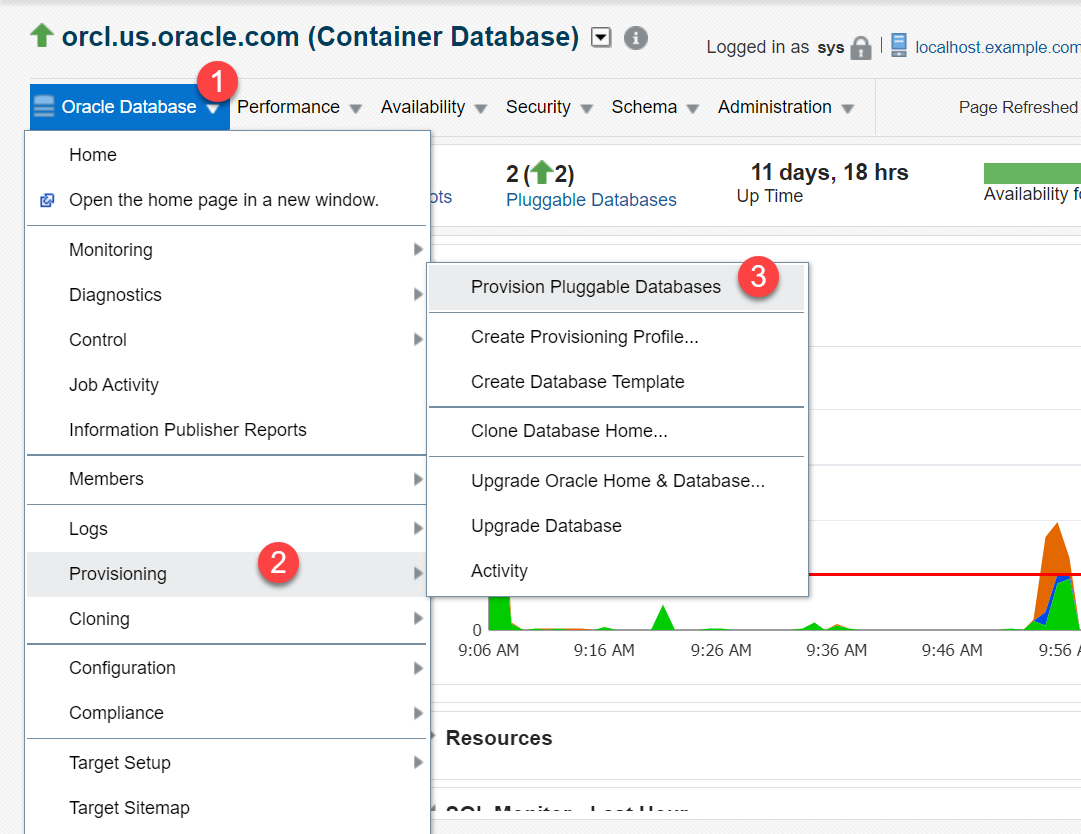 orcl.us.oracle.com (Container Database)
Logged in as sys
localhost.example.com
1
Oracle Database
Performance
Availability
Security
Schema
Administration
Page Refreshed
Home
Open the home page in a new window.
Monitoring
Diagnostics
Control
Job Activity
Information Publisher Reports
Members
Logs
Provisioning
2
Cloning
Configuration
Compliance
Target Setup
Target Sitemap
2 (2)
Pluggable Databases
11 days, 18 hrs
Up Time
Availability
Provision Pluggable Databases
3
Create Provisioning Profile...
Create Database Template
Clone Database Home...
Upgrade Oracle Home & Database...
Upgrade Database
Activity
0
9:06 AM
9:16 AM
9:26 AM
9:36 AM
9:46 AM
9:56
Resources
SQL Monitor - Last Hour